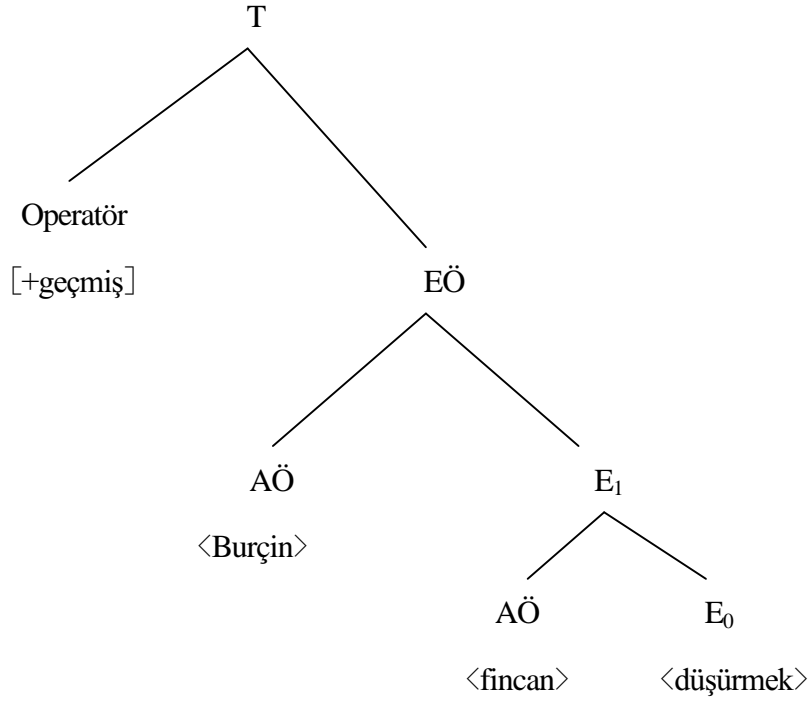 T
Operatör
[+geçmiş]
EÖ
AÖ
E₁
〈Burçin〉
AÖ
E₀
〈fincan〉
〈düşürmek〉